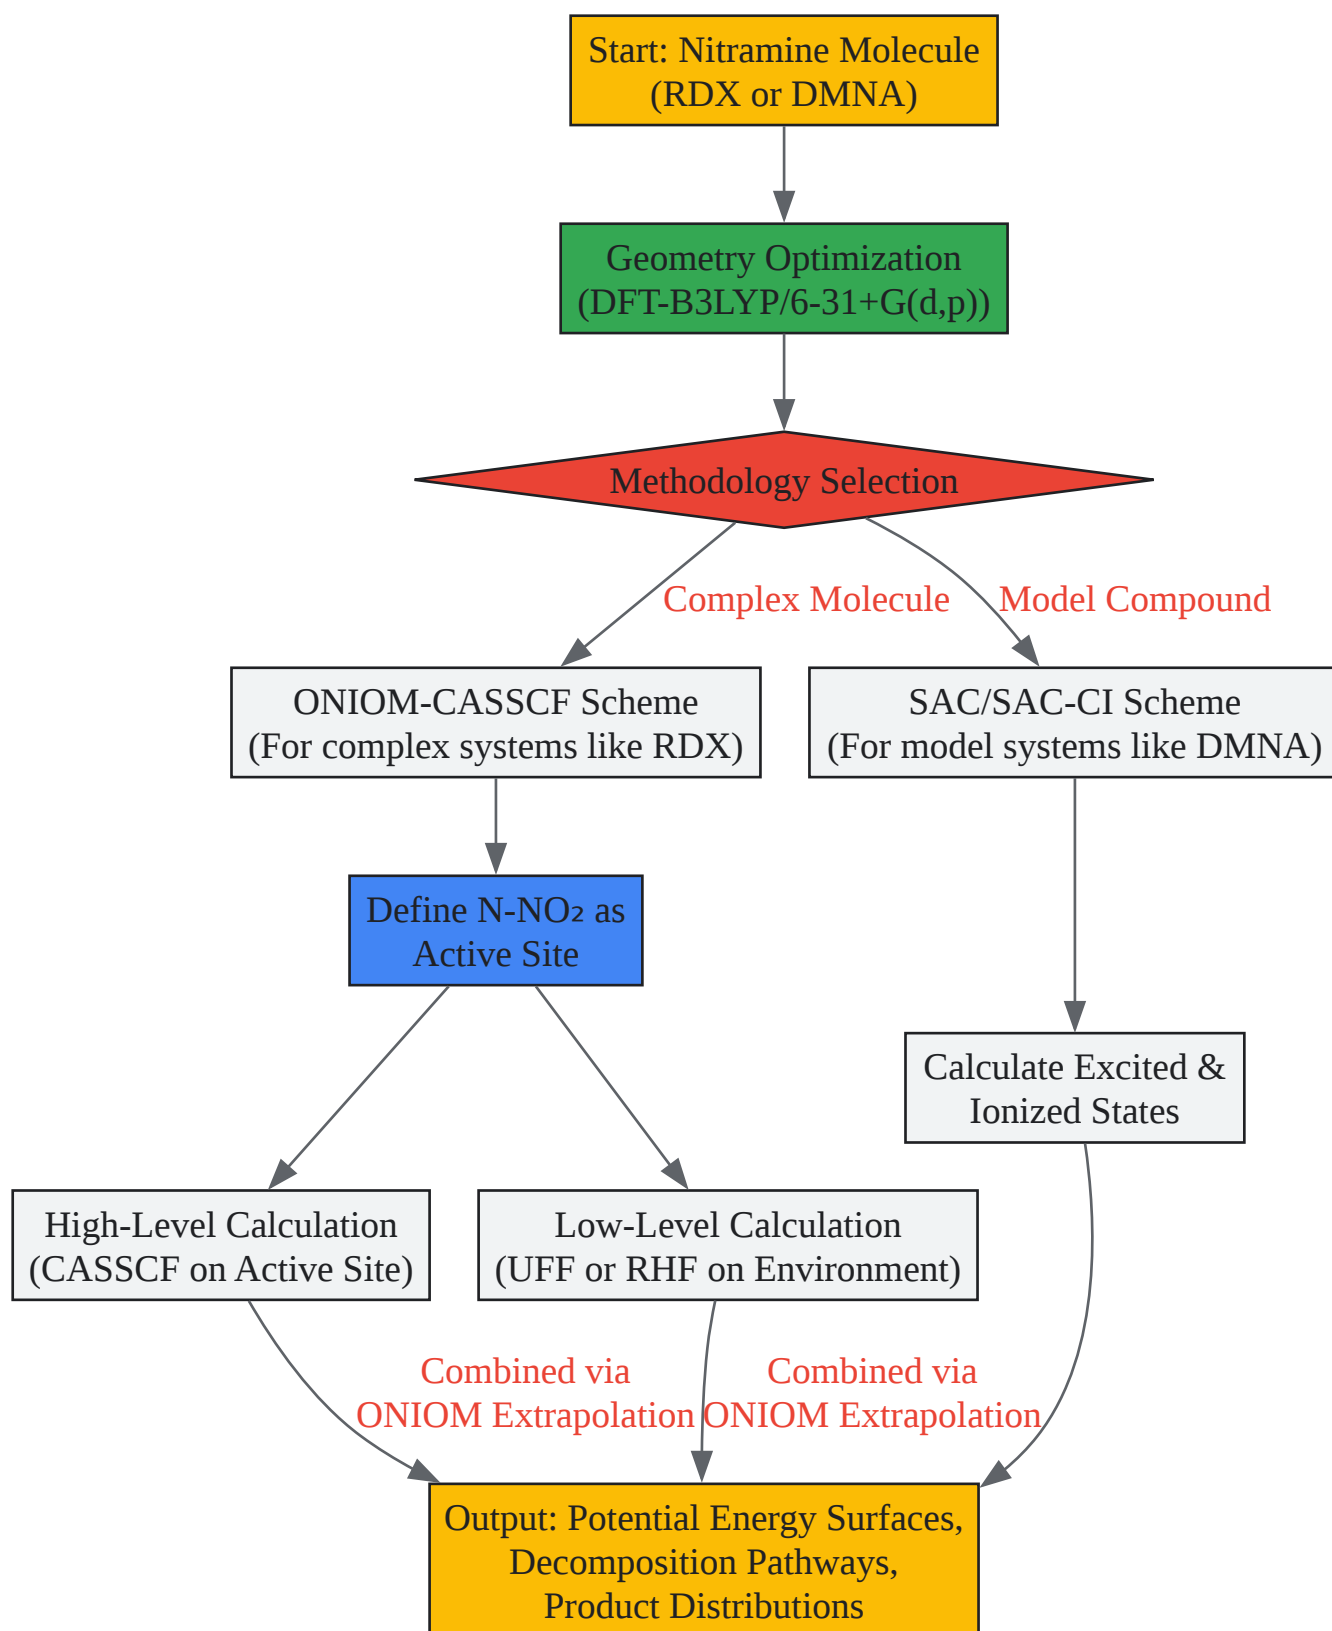 Start: Nitramine Molecule
(RDX or DMNA)
Geometry Optimization
(DFT-B3LYP/6-31+G(d,p))
Methodology Selection
Complex Molecule
Model Compound
ONIOM-CASSCF Scheme
(For complex systems like RDX)
SAC/SAC-CI Scheme
(For model systems like DMNA)
Define N-NO₂ as
Active Site
Calculate Excited &
Ionized States
High-Level Calculation
(CASSCF on Active Site)
Low-Level Calculation
(UFF or RHF on Environment)
Combined via
ONIOM Extrapolation
Combined via
ONIOM Extrapolation
Output: Potential Energy Surfaces,
Decomposition Pathways,
Product Distributions